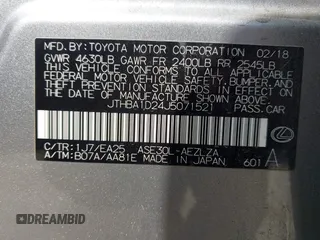 MFD. BY: TOYOTA MOTOR CORPORATION 02/18
GVWR 4630LB GAWR FR 2400LB RR 2545LB
THIS VEHICLE CONFORMS TO ALL APPLICABLE
FEDERAL MOTOR VEHICLE SAFETY,
BUMPER, AND THEFT PREVENTION
STANDARDS IN EFFECT ON THE DATE OF
MANUFACTURE SHOWN ABOVE.
JTHBA1D24J5071521 PASS.CAR
C/TR: 1J7/EA25 ASE30L-AEZLZA
A/TM: B07A/AA81E MADE IN JAPAN 601 A
DREAMBID